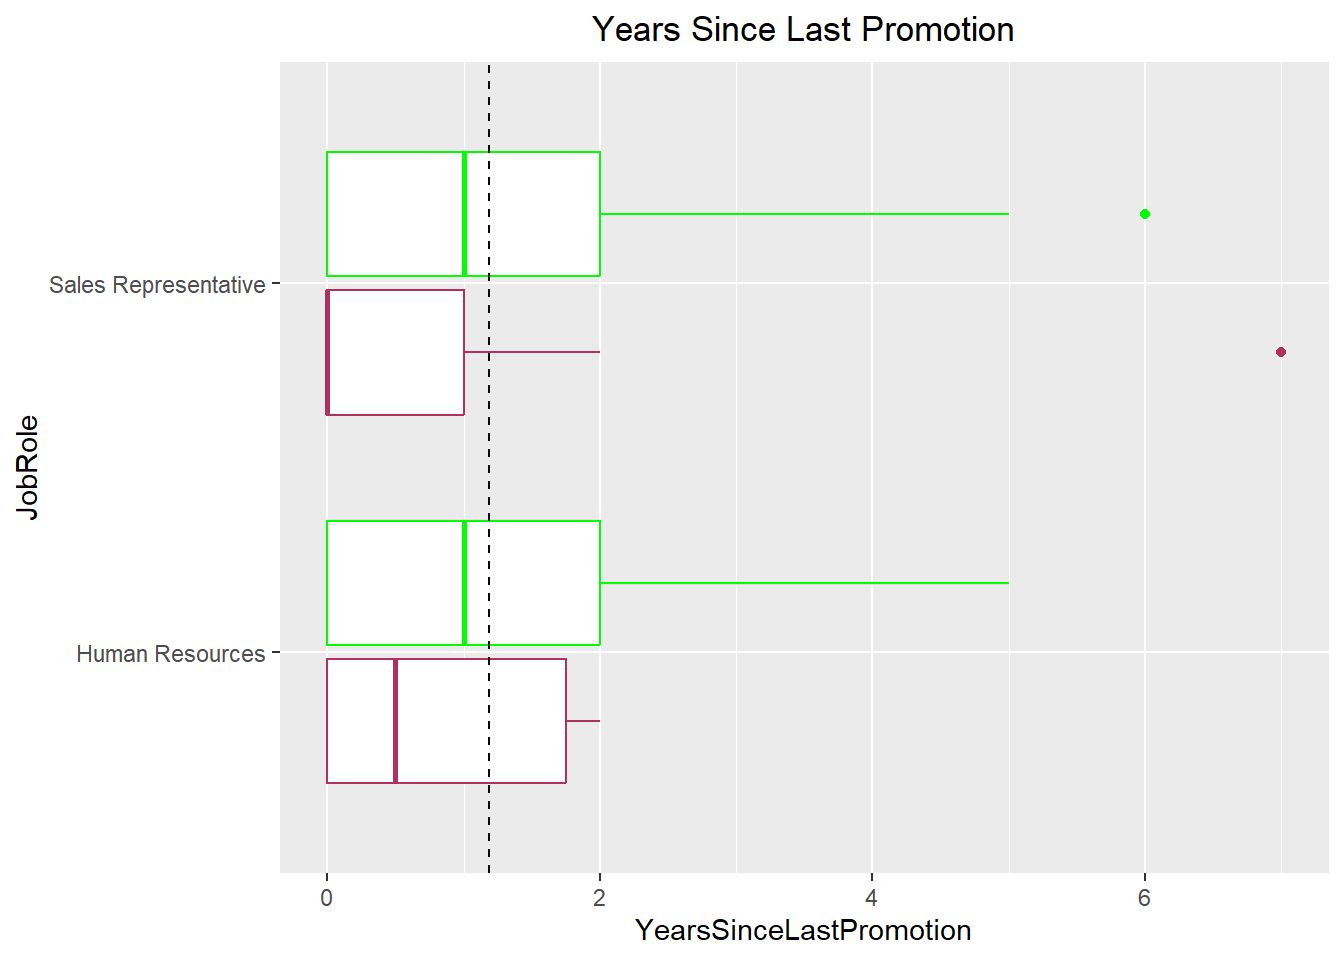 Years Since Last Promotion
JobRole
Sales Representative
Human Resources
0 2 4 6
YearsSinceLastPromotion